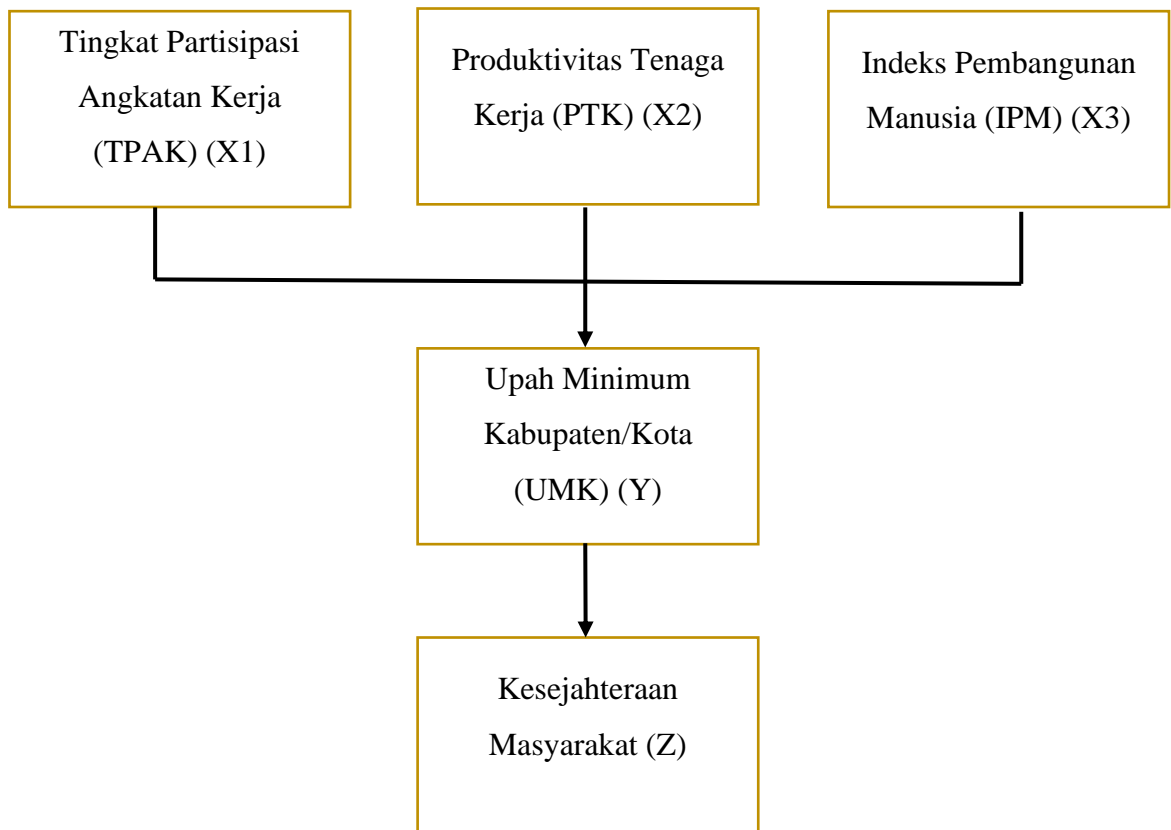 Tingkat Partisipasi
Angkatan Kerja
(TPAK) (X1)
Produktivitas Tenaga
Kerja (PTK) (X2)
Indeks Pembangunan
Manusia (IPM) (X3)
Upah Minimum
Kabupaten/Kota
(UMK) (Y)
Kesejahteraan
Masyarakat (Z)